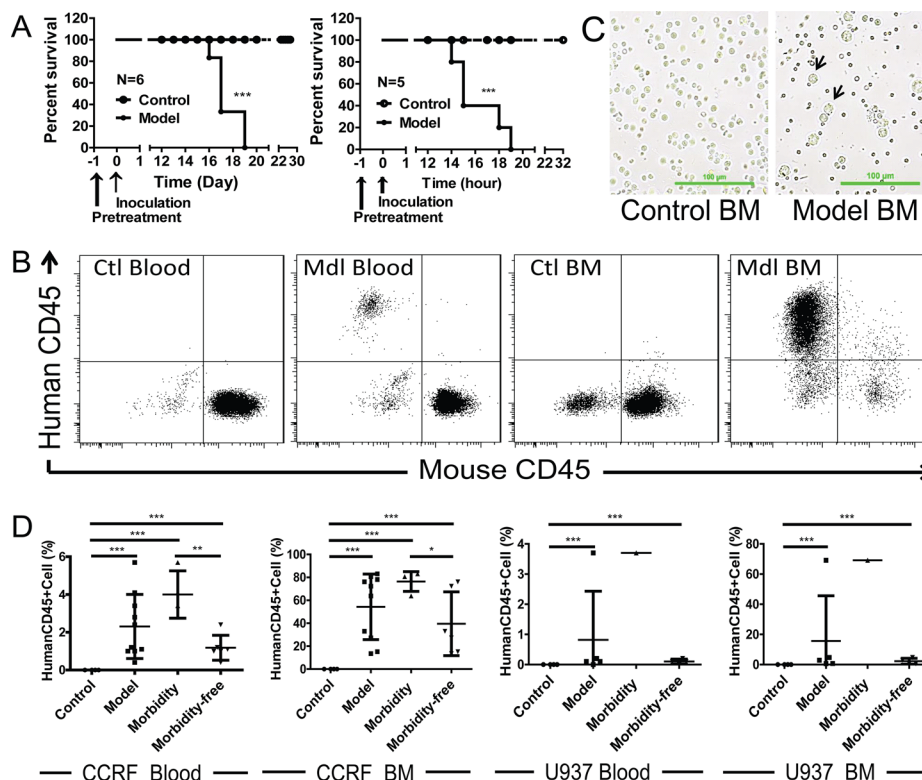 A
Percent survival
100
80
60
40
20
0
N=6
Control
Model
***
-1 0 1 12 14 16 18 20 22 30
Time (Day)
Inoculation
Pretreatment
Percent survival
100
80
60
40
20
0
N=5
Control
Model
***
-1 0 1 12 14 16 18 20 22 32
Time (hour)
Inoculation
Pretreatment
C
100 μm
100 μm
Control BM
Model BM
B
Human CD45
Ctl Blood
Mdl Blood
Ctl BM
Mdl BM
Mouse CD45
D
HumanCD45+Cell (%)
6
4
2
0
***
***
***
**
Control
Model
Morbidity
Morbidity-free
CCRF Blood
HumanCD45+Cell (%)
100
80
60
40
20
0
***
***
***
*
Control
Model
Morbidity
Morbidity-free
CCRF BM
HumanCD45+Cell (%)
4
3
2
1
0
***
***
Control
Model
Morbidity
Morbidity-free
U937 Blood
HumanCD45+Cell (%)
80
60
40
20
0
***
***
Control
Model
Morbidity
Morbidity-free
U937 BM